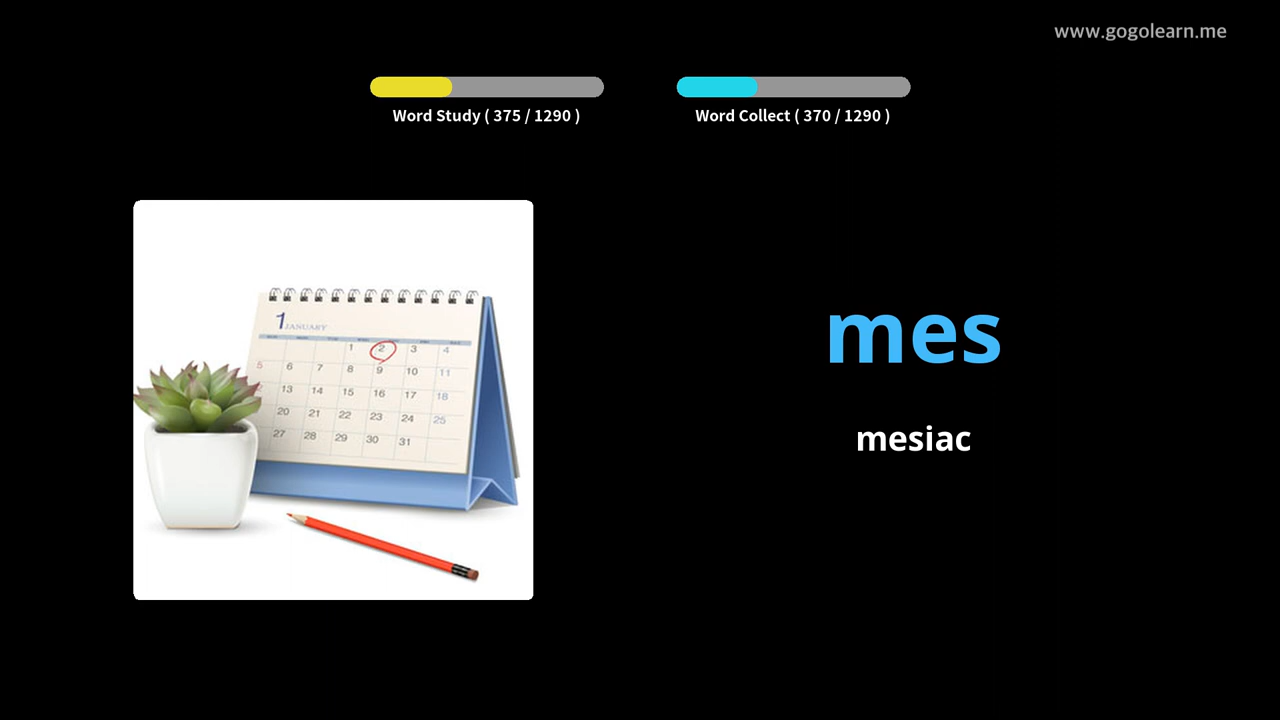 www.gogolearn.me
Word Study ( 375 / 1290 )
Word Collect ( 370 / 1290 )
mes
mesiac
1 JANUARY
1 2 3 4
5 6 7 8 9 10 11
13 14 15 16 17 18
20 21 22 23 24 25
27 28 29 30 31